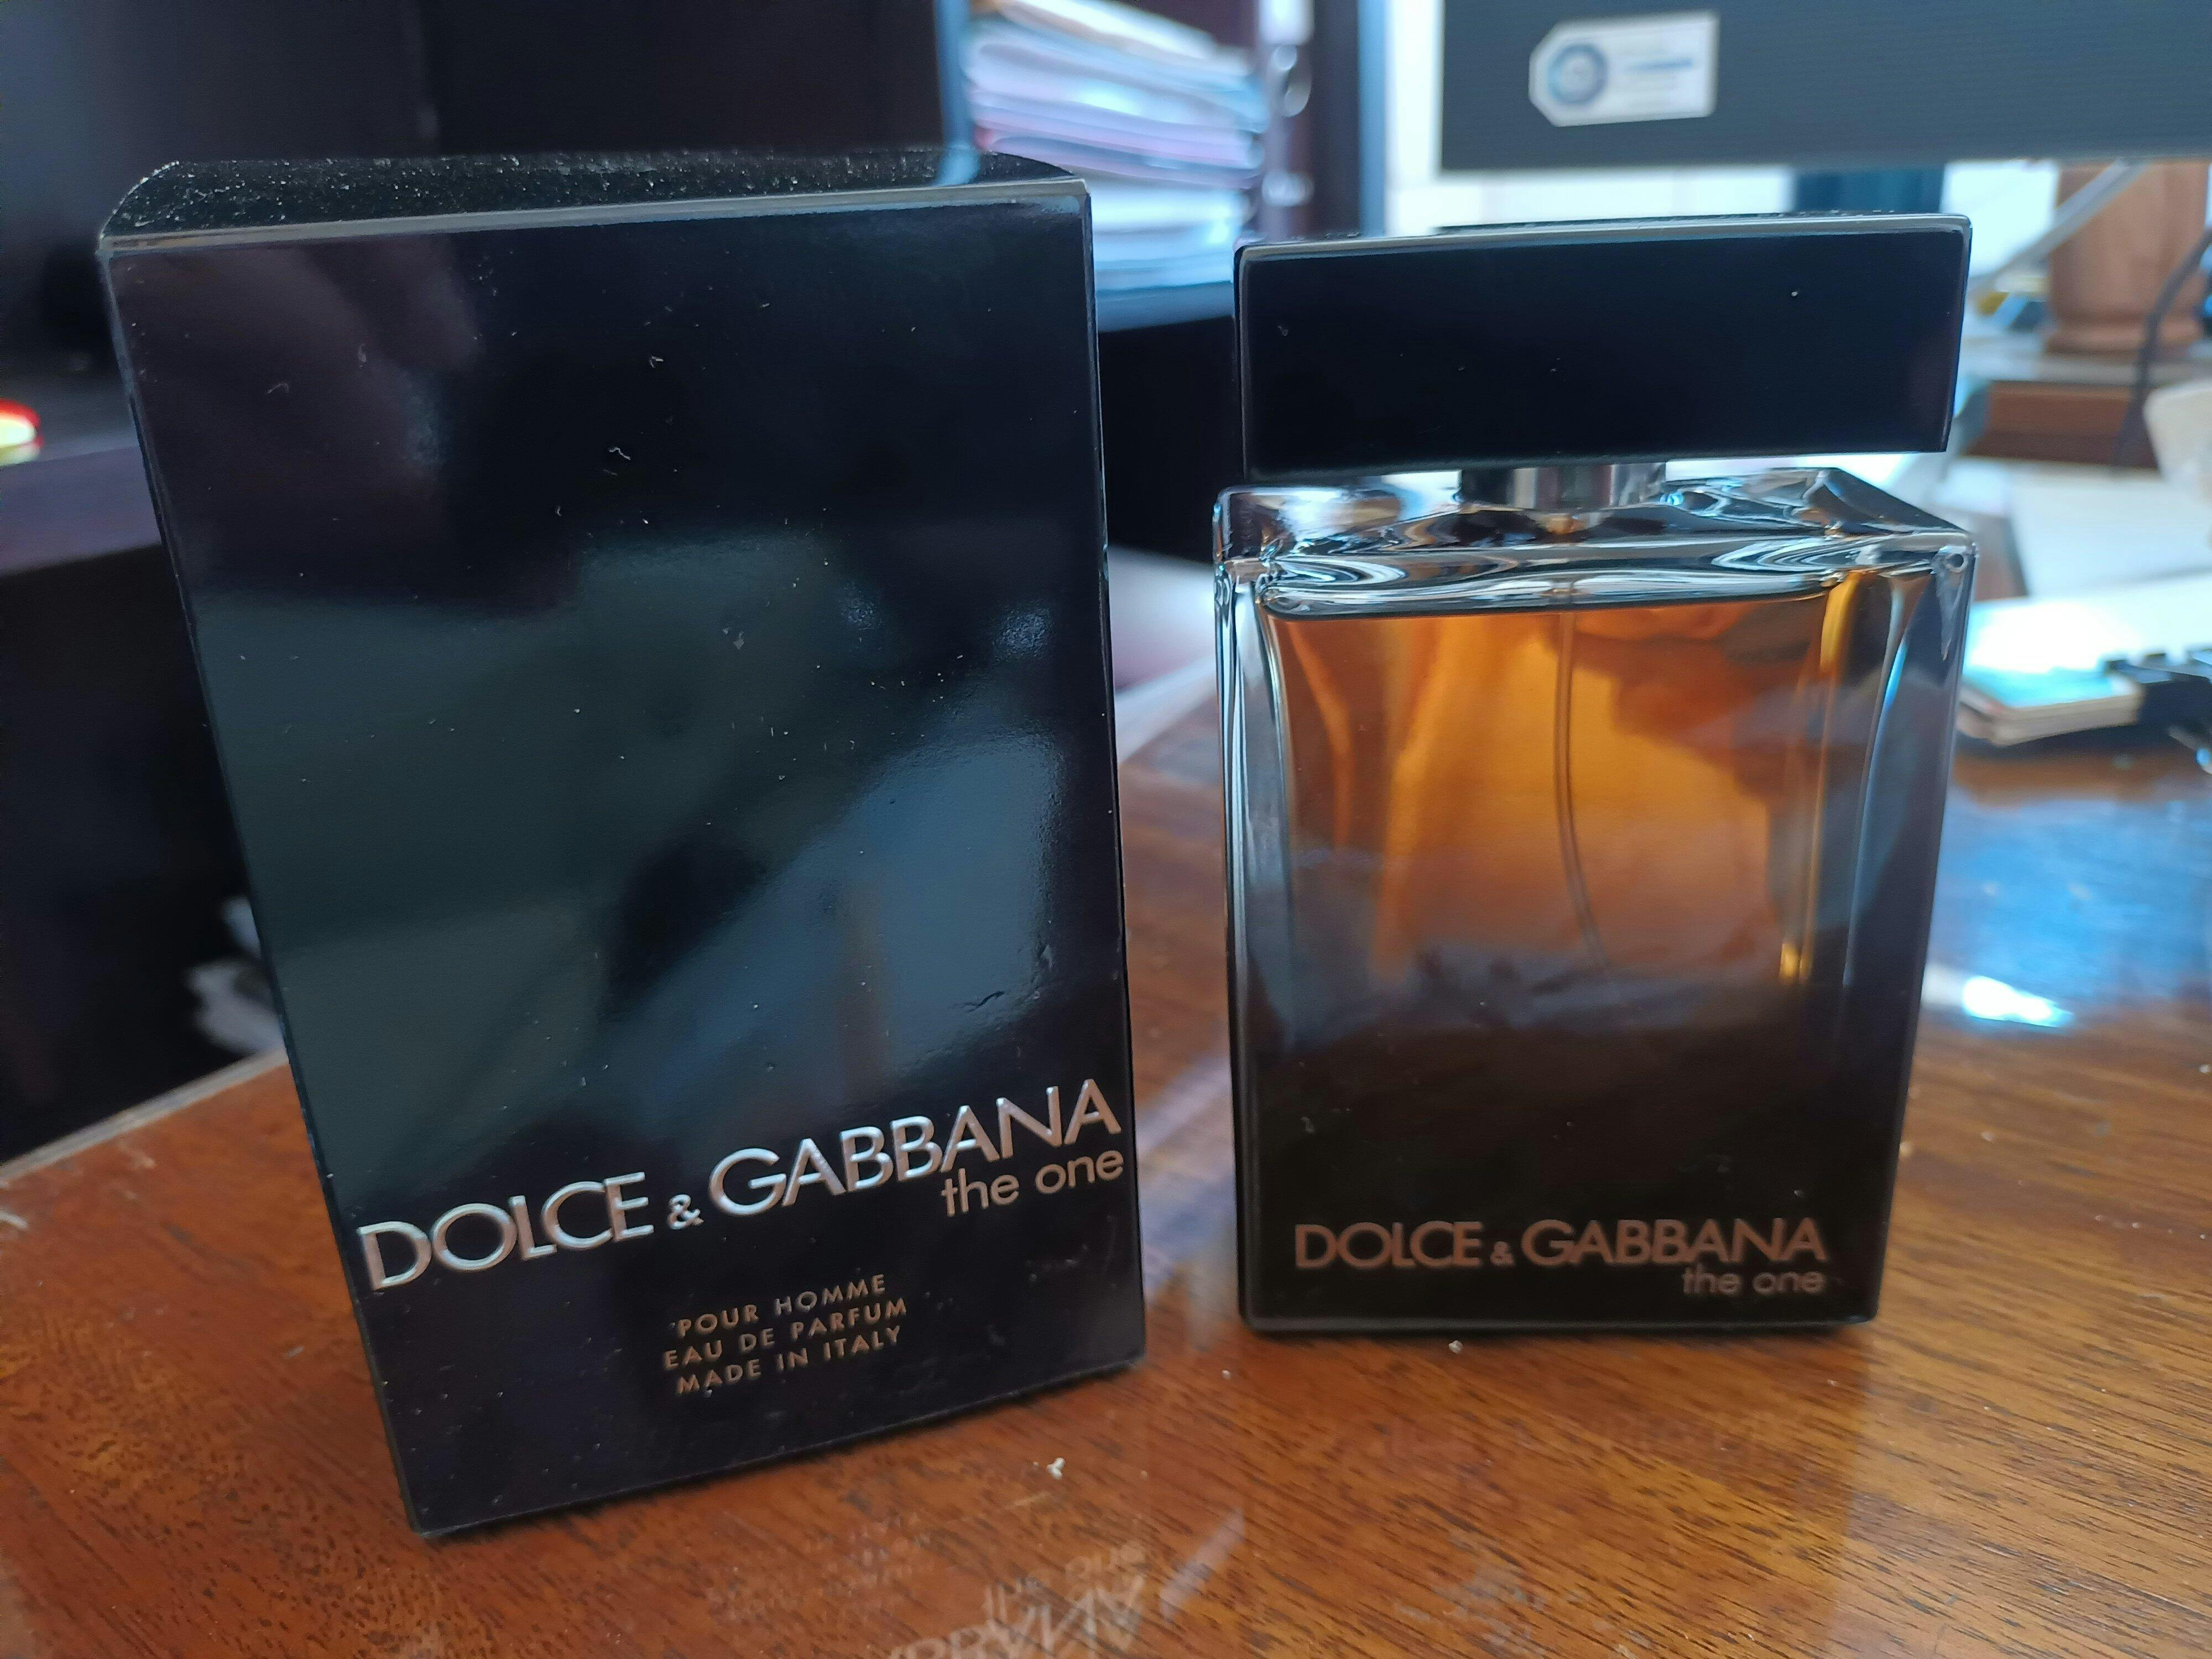 DOLCE & GABBANA
the one
POUR HOMME
EAU DE PARFUM
MADE IN ITALY
DOLCE & GABBANA
the one